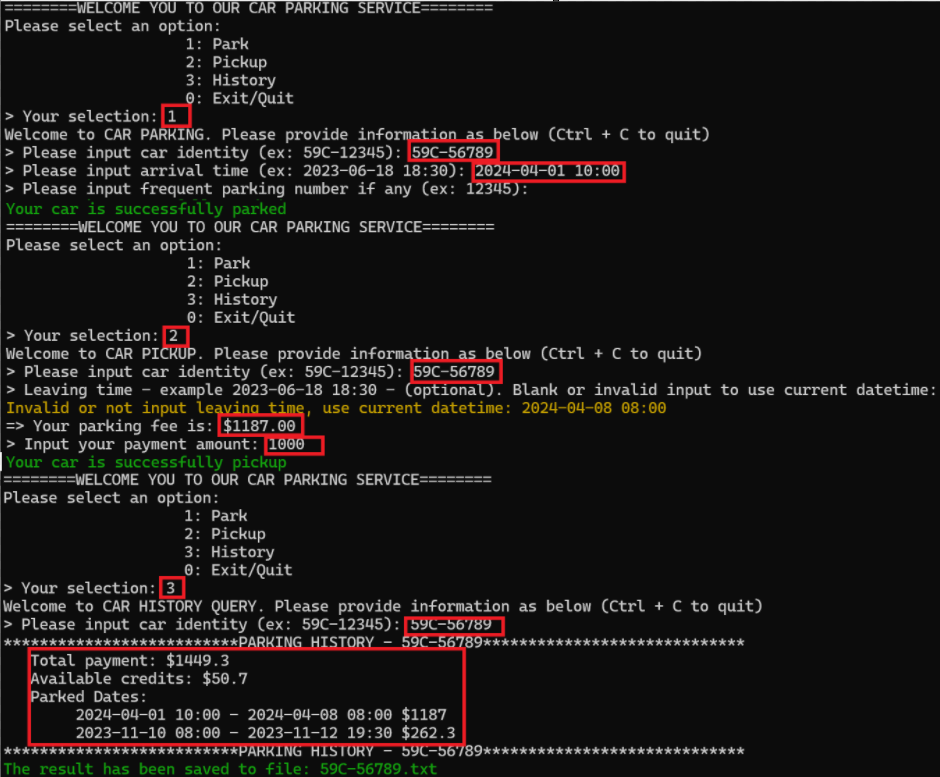 ========WELCOME YOU TO OUR CAR PARKING SERVICE========
Please select an option:
1: Park
2: Pickup
3: History
0: Exit/Quit
> Your selection: 1
Welcome to CAR PARKING. Please provide information as below (Ctrl + C to quit)
> Please input car identity (ex: 59C-12345): 59C-56789
> Please input arrival time (ex: 2023-06-18 18:30): 2024-04-01 10:00
> Please input frequent parking number if any (ex: 12345):
Your car is successfully parked
========WELCOME YOU TO OUR CAR PARKING SERVICE========
Please select an option:
1: Park
2: Pickup
3: History
0: Exit/Quit
> Your selection: 2
Welcome to CAR PICKUP. Please provide information as below (Ctrl + C to quit)
> Please input car identity (ex: 59C-12345): 59C-56789
> Leaving time - example 2023-06-18 18:30 - (optional). Blank or invalid input to use current datetime:
Invalid or not input leaving time, use current datetime: 2024-04-08 08:00
=> Your parking fee is: $1187.00
> Input your payment amount: 1000
Your car is successfully pickup
========WELCOME YOU TO OUR CAR PARKING SERVICE========
Please select an option:
1: Park
2: Pickup
3: History
0: Exit/Quit
> Your selection: 3
Welcome to CAR HISTORY QUERY. Please provide information as below (Ctrl + C to quit)
> Please input car identity (ex: 59C-12345): 59C-56789
**************************PARKING HISTORY - 59C-56789*****************************
Total payment: $1449.3
Available credits: $50.7
Parked Dates:
2024-04-01 10:00 - 2024-04-08 08:00 $1187
2023-11-10 08:00 - 2023-11-12 19:30 $262.3
**************************PARKING HISTORY - 59C-56789*****************************
The result has been saved to file: 59C-56789.txt